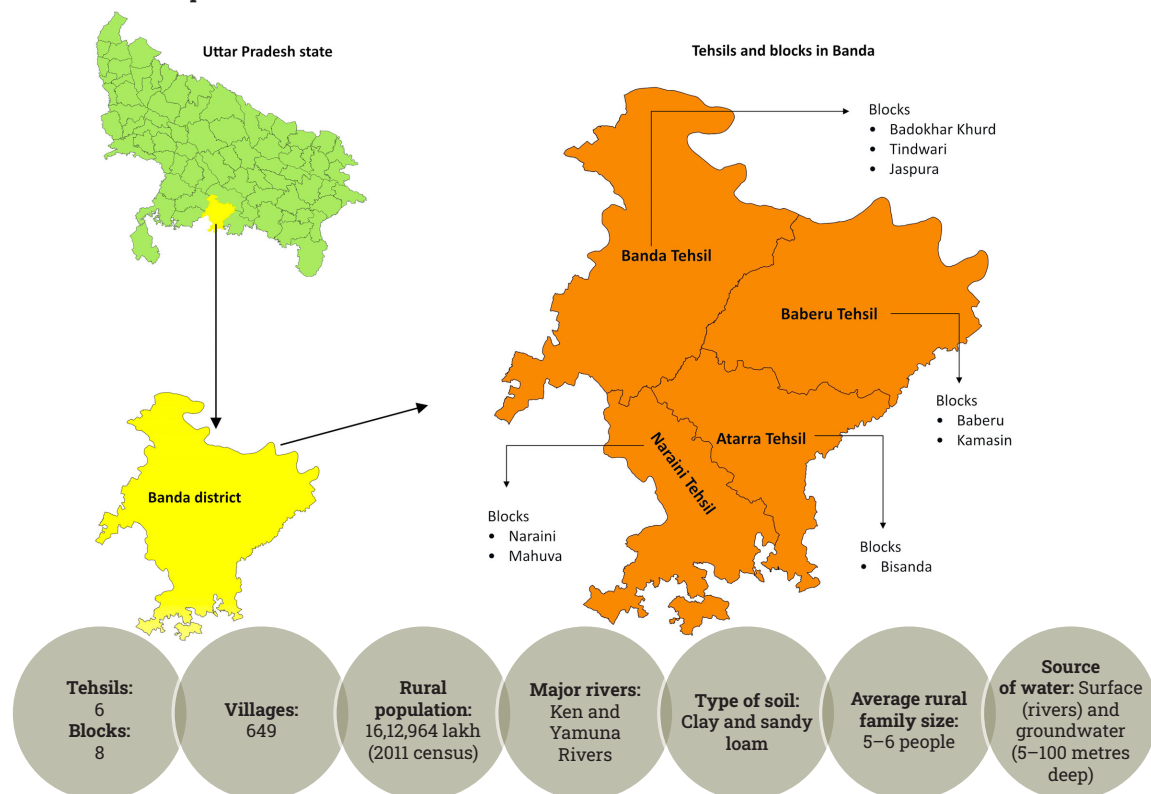 Uttar Pradesh state
Tehsils and blocks in Banda
Blocks
• Badokhar Khurd
• Tindwari
• Jaspura
Banda Tehsil
Baberu Tehsil
Blocks
• Baberu
• Kamasin
Atarra Tehsil
Naraini Tehsil
Banda district
Blocks
• Naraini
• Mahuva
Blocks
• Bisanda
Tehsils:
6
Blocks:
8
Villages:
649
Rural
population:
16,12,964 lakh
(2011 census)
Major rivers:
Ken and
Yamuna
Rivers
Type of soil:
Clay and sandy
loam
Average rural
family size:
5–6 people
Source
of water: Surface
(rivers) and
groundwater
(5–100 metres
deep)